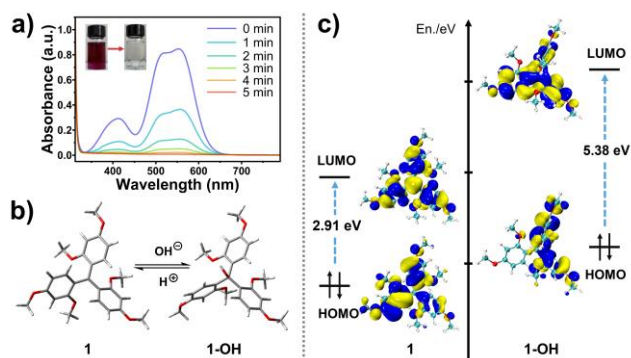 a)
Absorbance (a.u.)
1.0
0.8
0.6
0.4
0.2
0.0
400
500
600
700
Wavelength (nm)
0 min
1 min
2 min
3 min
4 min
5 min
b)
OH⊖
H⊕
1
1-OH
c)
En./eV
LUMO
2.91 eV
HOMO
1
LUMO
5.38 eV
HOMO
1-OH